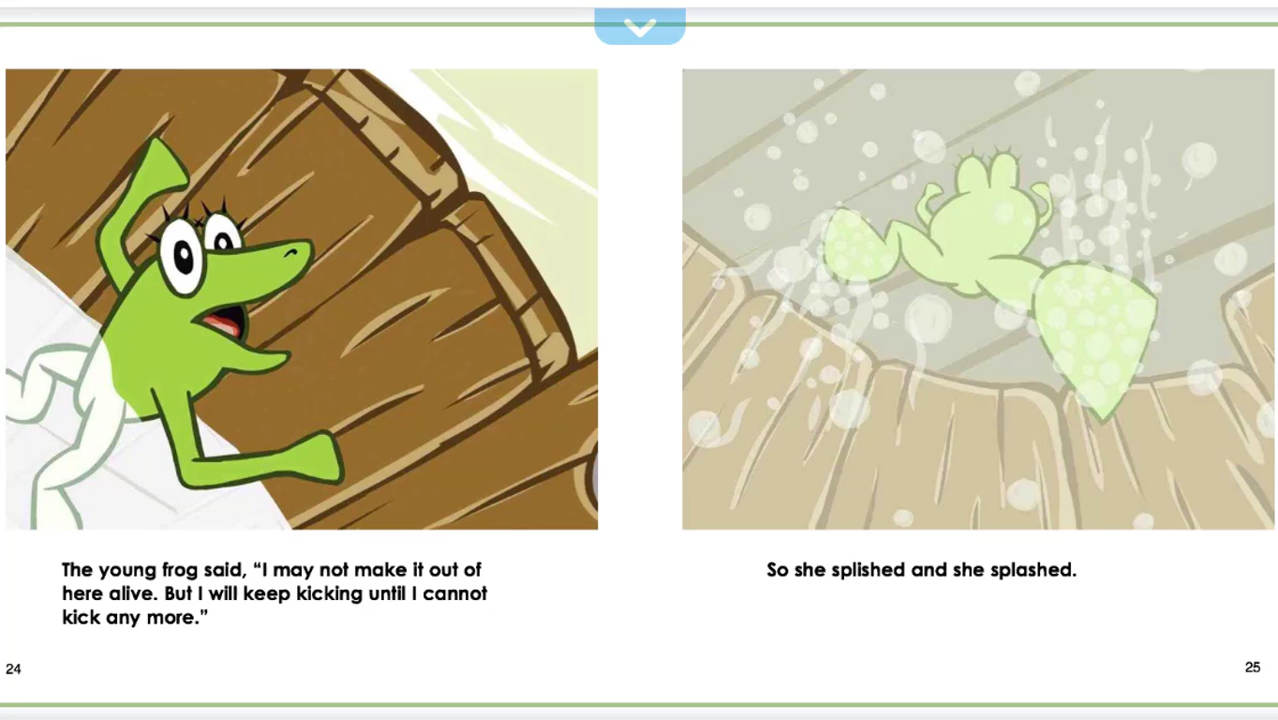 The young frog said, “I may not make it out of
here alive. But I will keep kicking until I cannot
kick any more.”
24
So she splished and she splashed.
25